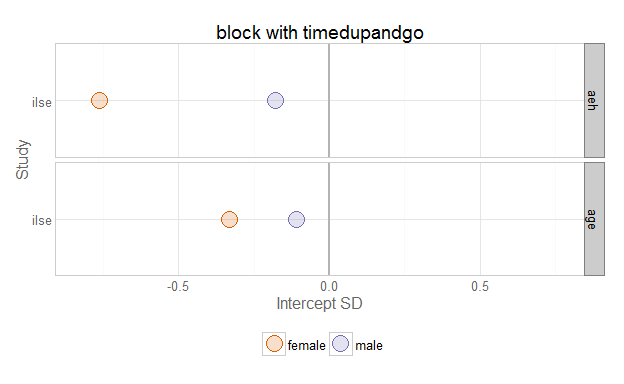 block with timedupandgo
Study
ilse
aeh
ilse
age
-0.5 0.0 0.5
Intercept SD
female male